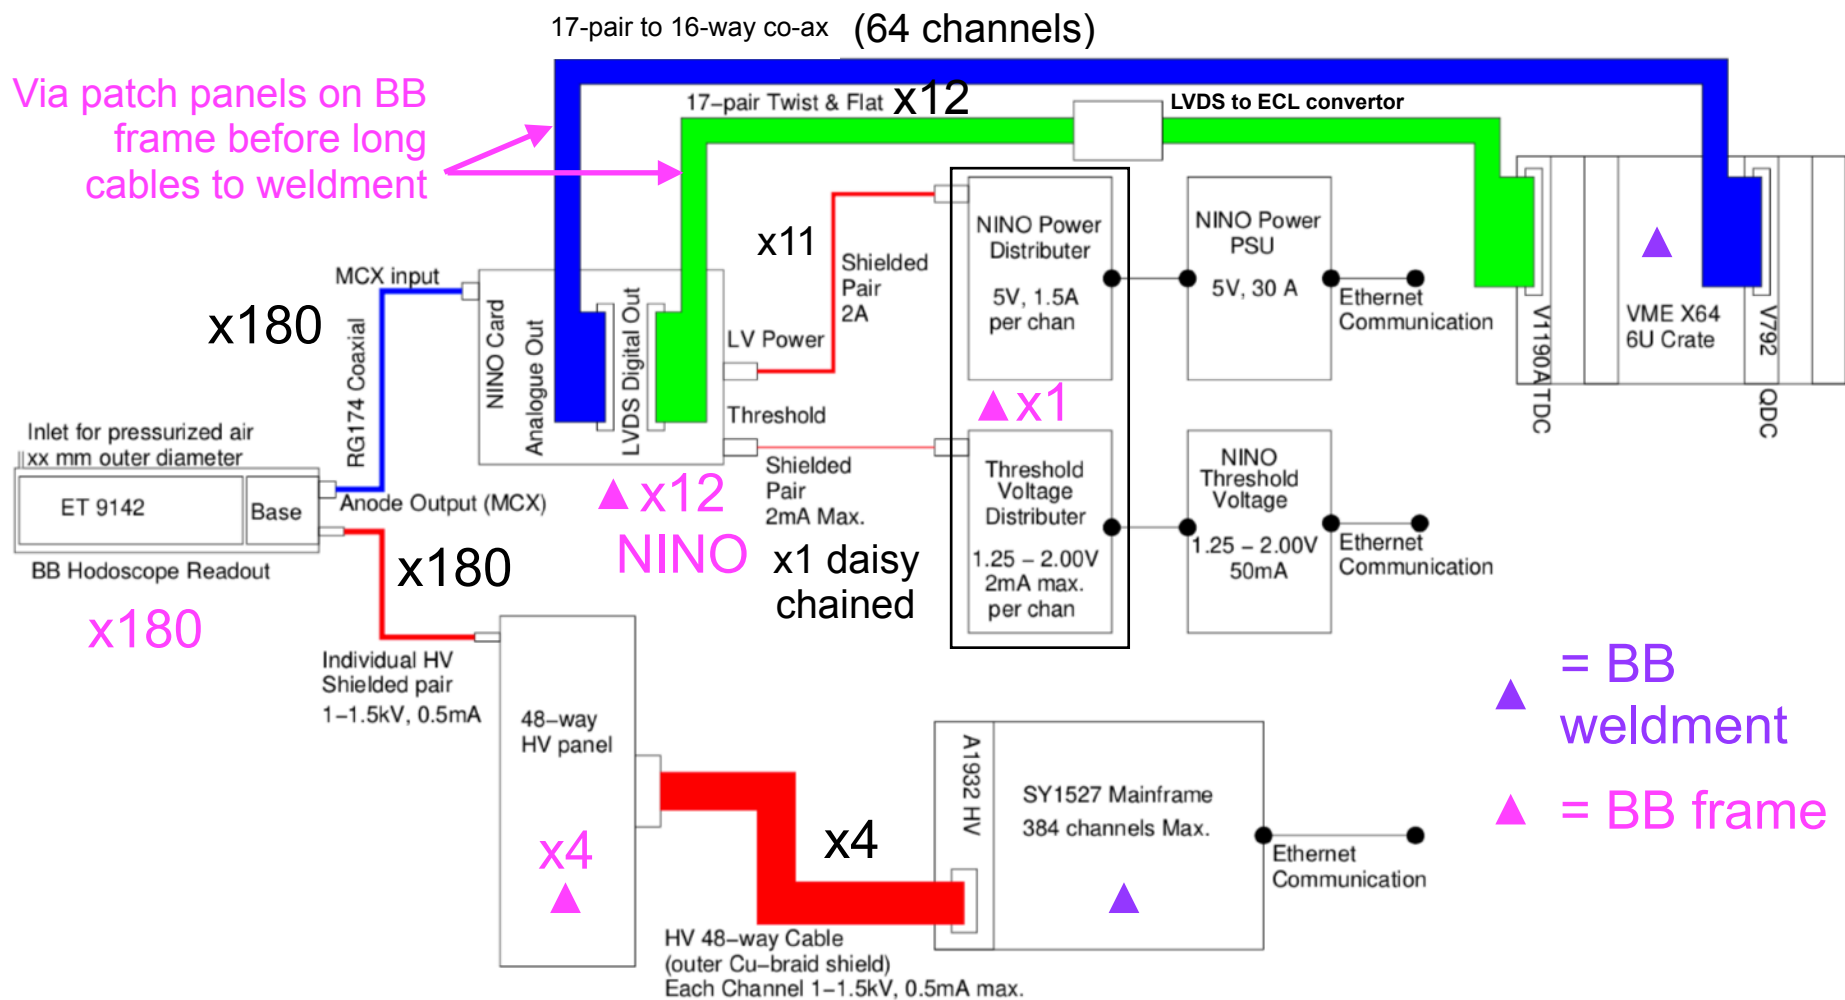 17-pair to 16-way co-ax (64 channels)
Via patch panels on BB
frame before long
cables to weldment
17-pair Twist & Flat x12
LVDS to ECL convertor
x11
Shielded
Pair
2A
NINO Power
Distributer
5V, 1.5A
per chan
NINO Power
PSU
5V, 30 A
Ethernet
Communication
VME X64
6U Crate
V1190A TDC
V792 QDC
MCX input
x180
RG174 Coaxial
NINO Card
Analogue Out
LVDS Digital Out
LV Power
Threshold
x1
Inlet for pressurized air
xx mm outer diameter
ET 9142
Base
Anode Output (MCX)
BB Hodoscope Readout
x180
x180
x12
NINO
Shielded
Pair
2mA Max.
x1 daisy
chained
Threshold
Voltage
Distributer
1.25 – 2.00V
2mA max.
per chan
NINO
Threshold
Voltage
1.25 – 2.00V
50mA
Ethernet
Communication
Individual HV
Shielded pair
1–1.5kV, 0.5mA
48–way
HV panel
x4
x4
HV 48–way Cable
(outer Cu–braid shield)
Each Channel 1–1.5kV, 0.5mA max.
A1932 HV
SY1527 Mainframe
384 channels Max.
Ethernet
Communication
= BB
weldment
= BB frame